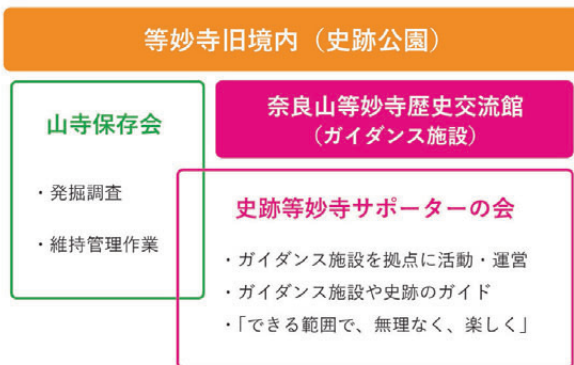 等妙寺旧境内（史跡公園）
山寺保存会
・発掘調査
・維持管理作業
奈良山等妙寺歴史交流館
（ガイダンス施設）
史跡等妙寺サポーターの会
・ガイダンス施設を拠点に活動・運営
・ガイダンス施設や史跡のガイド
・「できる範囲で、無理なく、楽しく」